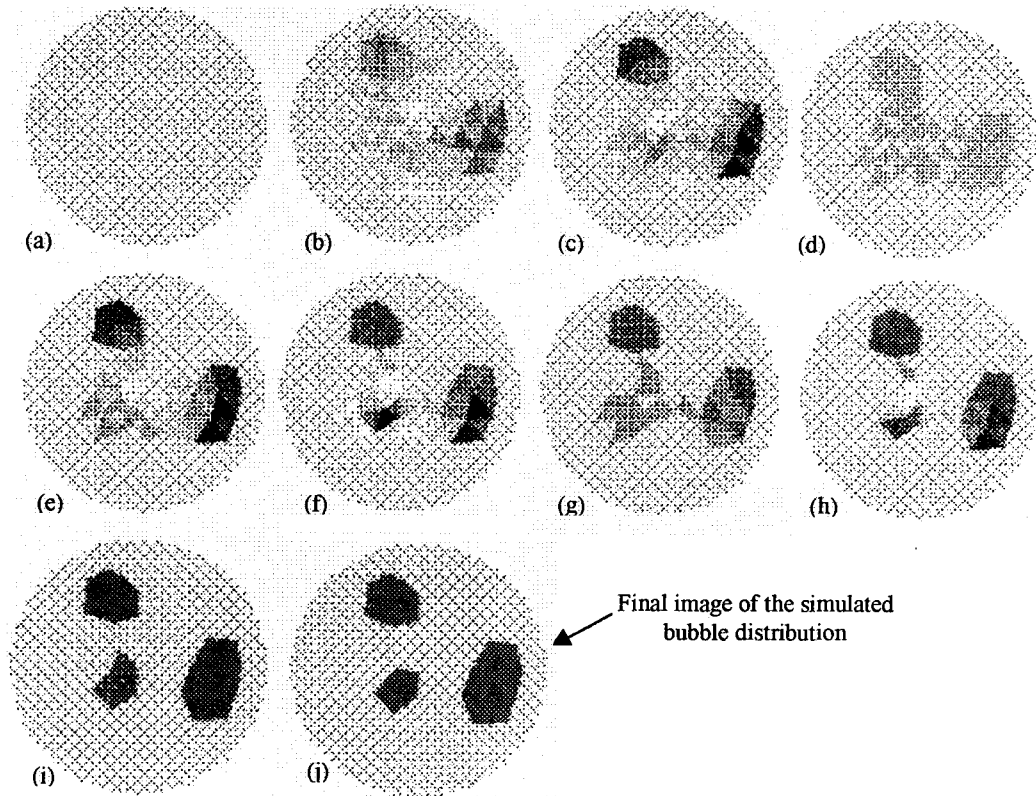 (a)
(b)
(c)
(d)
(e)
(f)
(g)
(h)
(i)
(j)
Final image of the simulated
bubble distribution